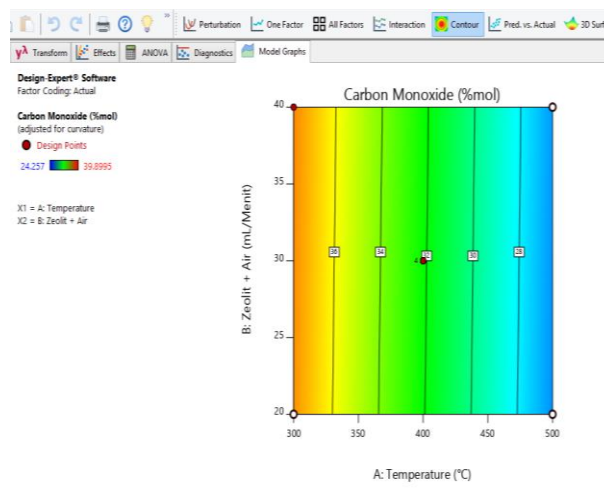 Perturbation One Factor All Factors Interaction Contour Pred. vs. Actual 3D Surf
yλ Transform Effects ANOVA Diagnostics Model Graphs
Design-Expert® Software
Factor Coding: Actual
Carbon Monoxide (%mol)
(adjusted for curvature)
Design Points
24.257 39.8995
X1 = A: Temperature
X2 = B: Zeolit + Air
Carbon Monoxide (%mol)
B: Zeolit + Air (mL/Menit)
40
35
30
25
20
36 34 4 32 30 28
300 350 400 450 500
A: Temperature (°C)